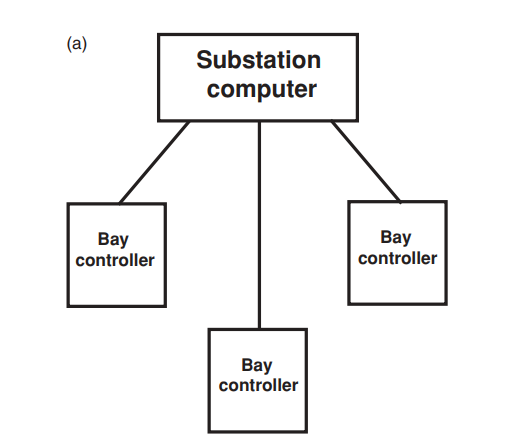 (a)
Substation
computer
Bay
controller
Bay
controller
Bay
controller